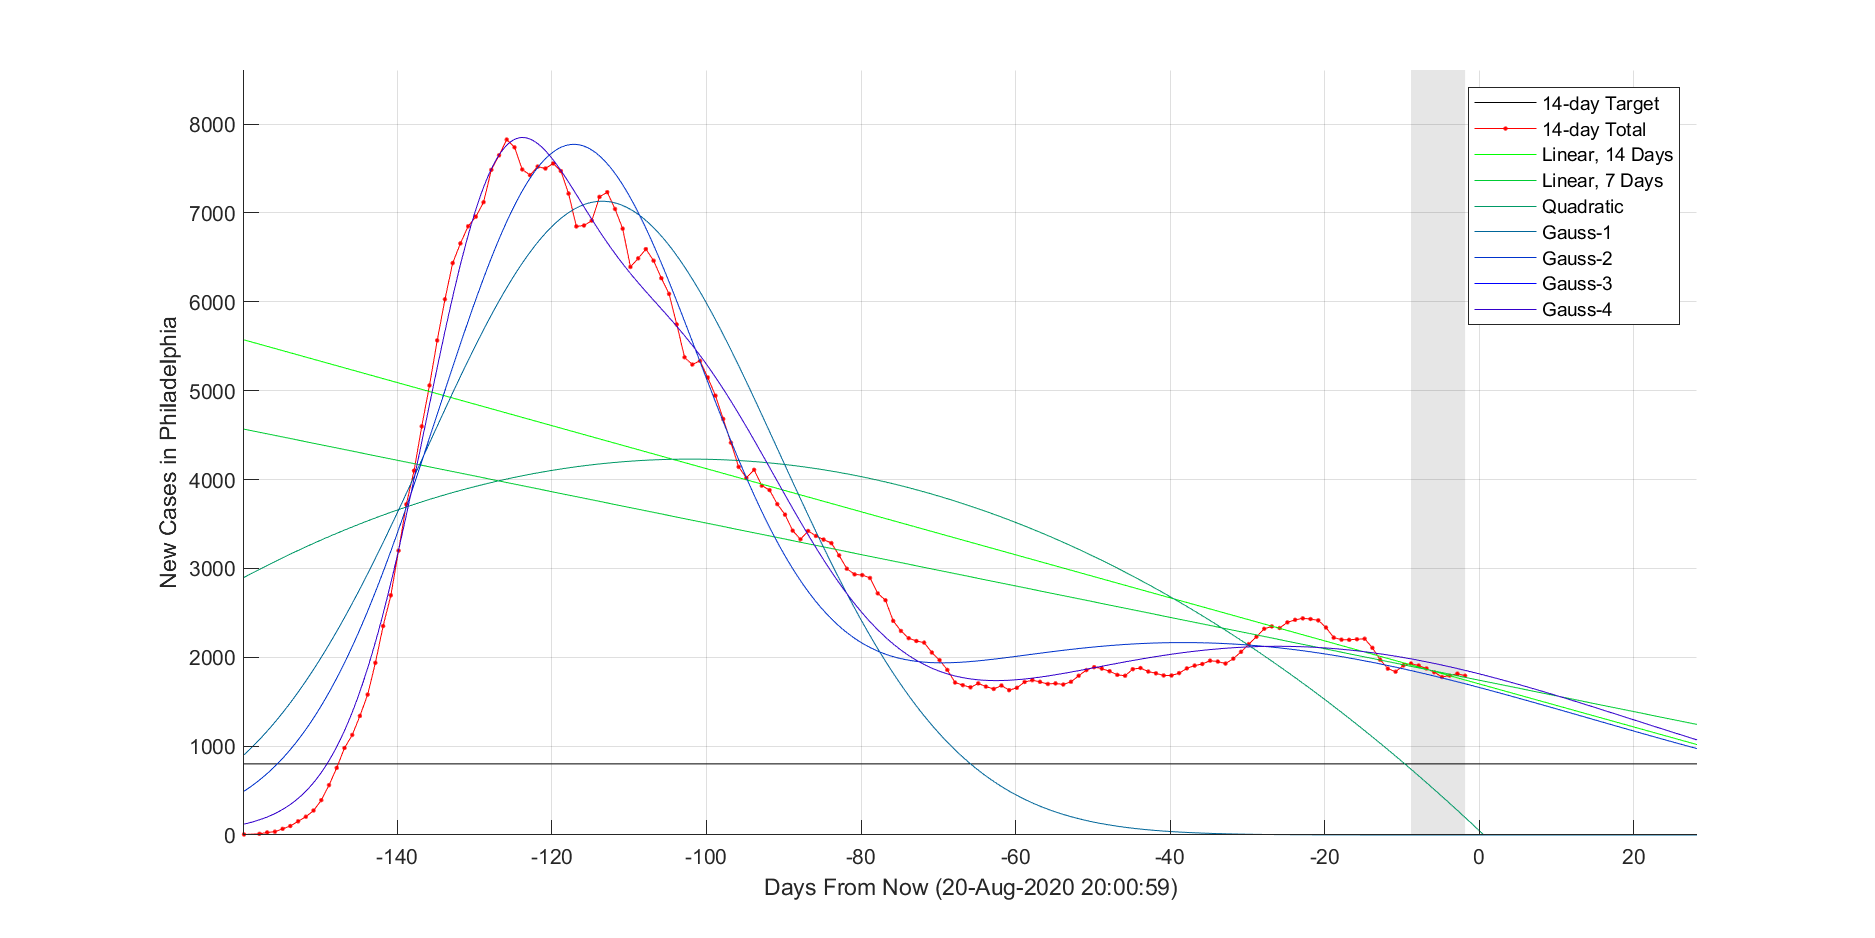 8000
7000
6000
5000
4000
3000
2000
1000
0
New Cases in Philadelphia
-140 -120 -100 -80 -60 -40 -20 0 20
Days From Now (20-Aug-2020 20:00:59)
14-day Target
14-day Total
Linear, 14 Days
Linear, 7 Days
Quadratic
Gauss-1
Gauss-2
Gauss-3
Gauss-4